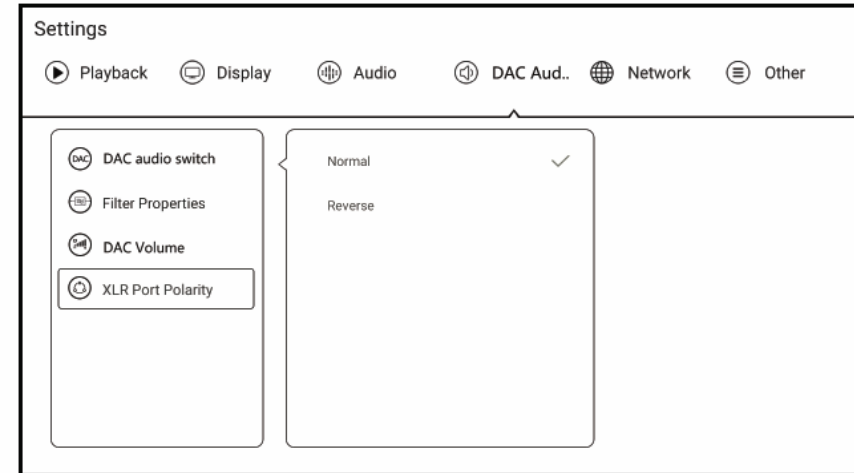 Settings
Playback Display Audio DAC Aud.. Network Other
DAC audio switch
Filter Properties
DAC Volume
XLR Port Polarity
Normal
Reverse